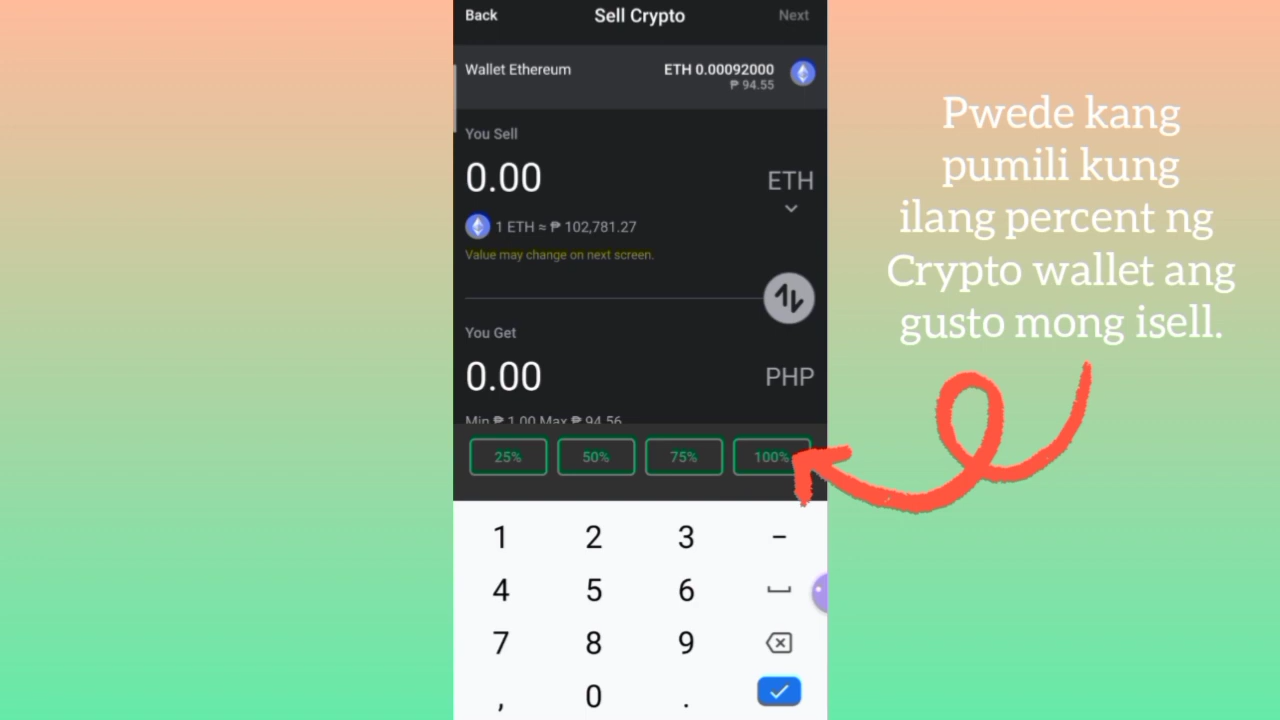 Back Sell Crypto Next
Wallet Ethereum ETH 0.00092000
₱ 94.55
You Sell
0.00 ETH
1 ETH ≈ ₱ 102,781.27
Value may change on next screen.
You Get
0.00 PHP
Min ₱ 1.00 Max ₱ 94.56
25% 50% 75% 100%
1 2 3 -
4 5 6
7 8 9
, 0 .
Pwede kang
pumili kung
ilang percent ng
Crypto wallet ang
gusto mong isell.